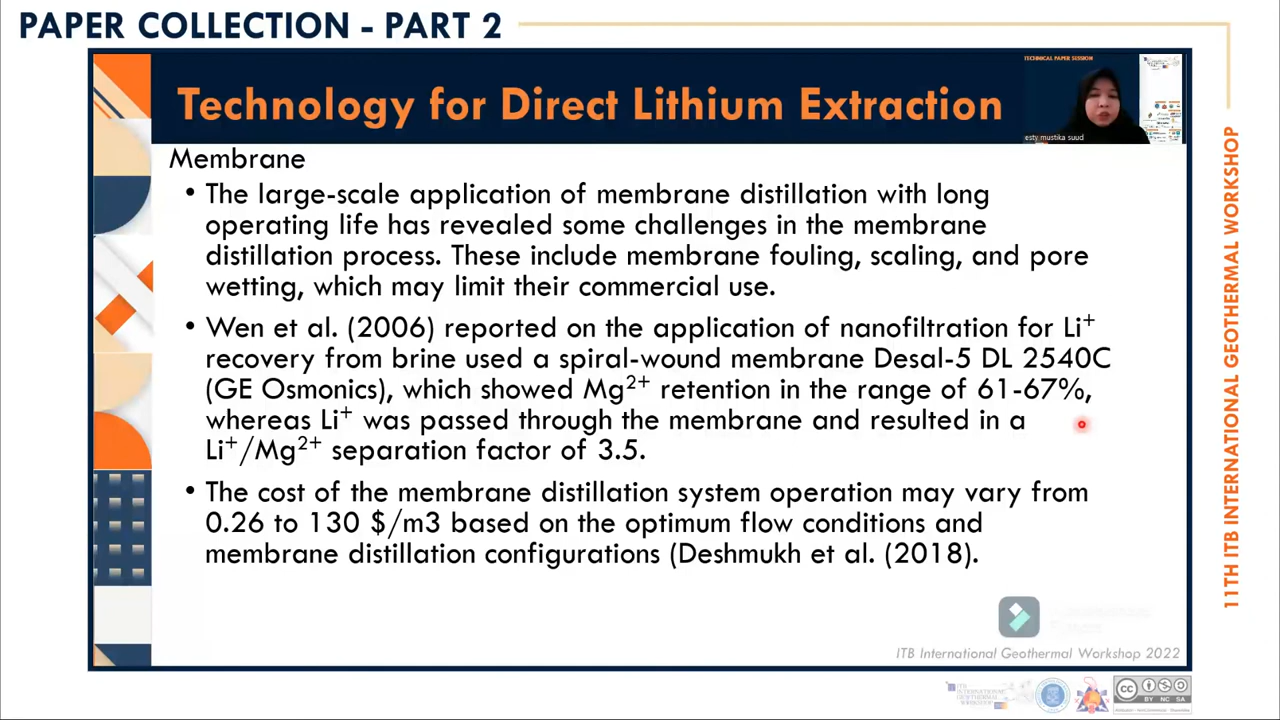 PAPER COLLECTION - PART 2
TECHNICAL PAPER SESSION
Technology for Direct Lithium Extraction
esty mustika suud
Membrane
• The large-scale application of membrane distillation with long
operating life has revealed some challenges in the membrane
distillation process. These include membrane fouling, scaling, and pore
wetting, which may limit their commercial use.
• Wen et al. (2006) reported on the application of nanofiltration for Li⁺
recovery from brine used a spiral-wound membrane Desal-5 DL 2540C
(GE Osmonics), which showed Mg²⁺ retention in the range of 61-67%,
whereas Li⁺ was passed through the membrane and resulted in a
Li⁺/Mg²⁺ separation factor of 3.5.
• The cost of the membrane distillation system operation may vary from
0.26 to 130 $/m3 based on the optimum flow conditions and
membrane distillation configurations (Deshmukh et al. (2018).
ITB International Geothermal Workshop 2022
11TH ITB INTERNATIONAL GEOTHERMAL WORKSHOP
CC
BY NC SA